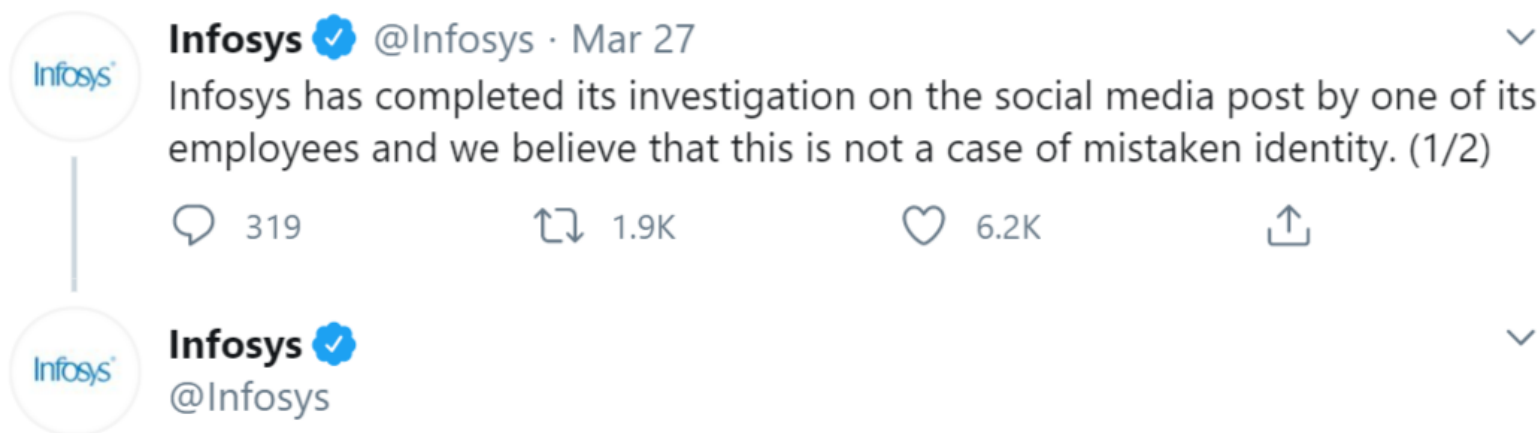 Infosys @Infosys · Mar 27
Infosys has completed its investigation on the social media post by one of its
employees and we believe that this is not a case of mistaken identity. (1/2)
319 1.9K 6.2K
Infosys
Infosys
@Infosys
Infosys